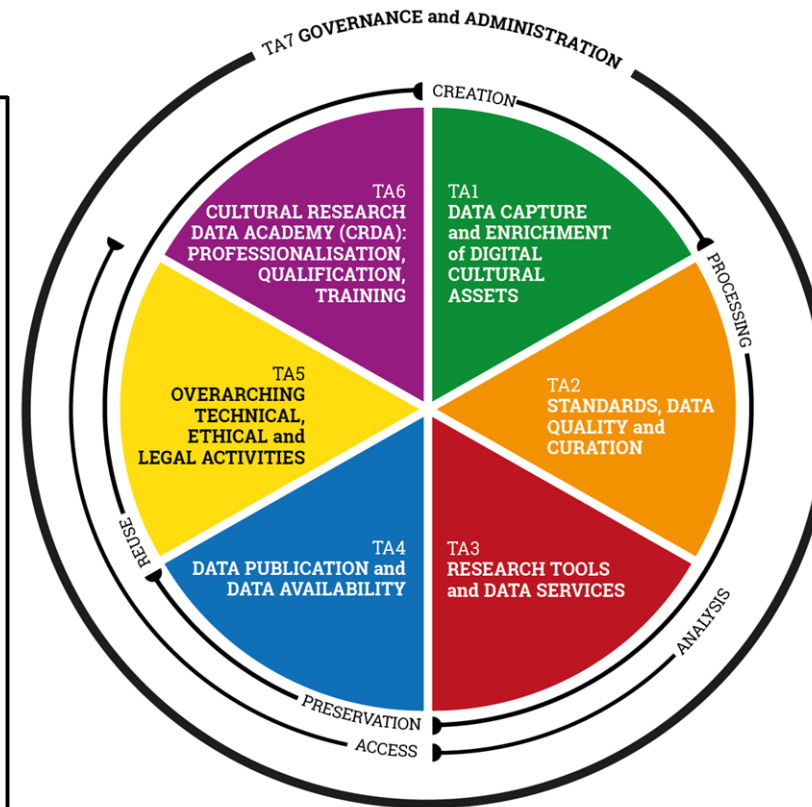 TA7 GOVERNANCE and ADMINISTRATION
CREATION
TA6
CULTURAL RESEARCH
DATA ACADEMY (CRDA):
PROFESSIONALISATION,
QUALIFICATION,
TRAINING
TA1
DATA CAPTURE
and ENRICHMENT
of DIGITAL
CULTURAL
ASSETS
PROCESSING
TA5
OVERARCHING
TECHNICAL,
ETHICAL and
LEGAL ACTIVITIES
TA2
STANDARDS, DATA
QUALITY and
CURATION
REUSE
TA4
DATA PUBLICATION and
DATA AVAILABILITY
TA3
RESEARCH TOOLS
and DATA SERVICES
ANALYSIS
PRESERVATION
ACCESS